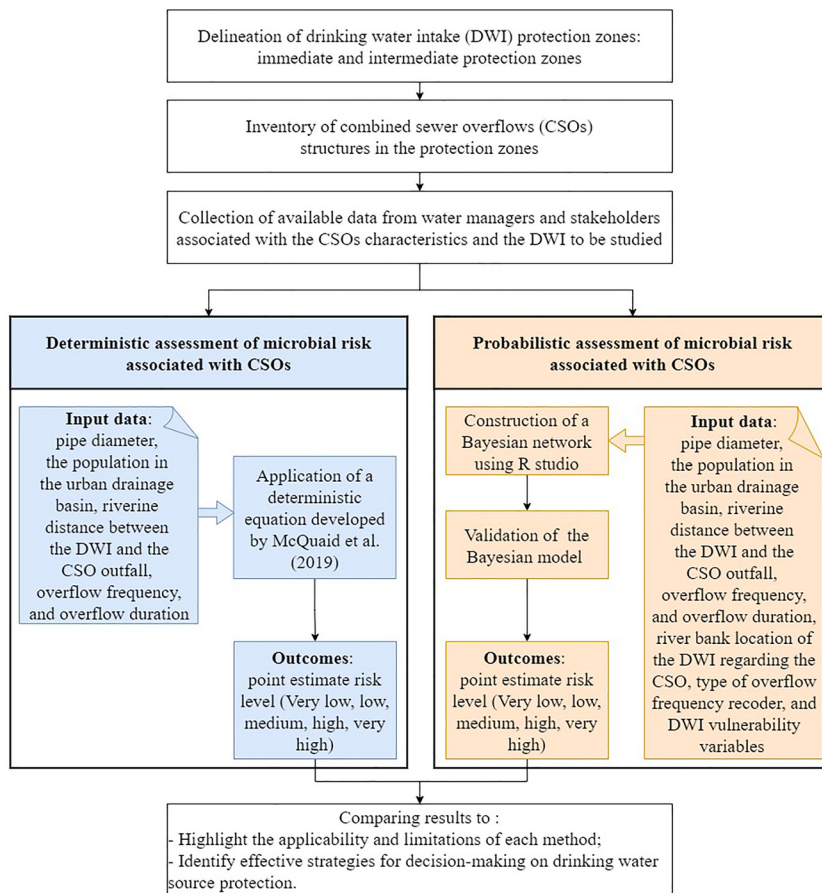 Delineation of drinking water intake (DWI) protection zones:
immediate and intermediate protection zones
Inventory of combined sewer overflows (CSOs)
structures in the protection zones
Collection of available data from water managers and stakeholders
associated with the CSOs characteristics and the DWI to be studied
Deterministic assessment of microbial risk
associated with CSOs
Input data:
pipe diameter,
the population in
the urban drainage
basin, riverine
distance between
the DWI and the
CSO outfall,
overflow frequency,
and overflow duration
Application of a
deterministic
equation developed
by McQuaid et al.
(2019)
Outcomes:
point estimate risk
level (Very low, low,
medium, high, very
high)
Probabilistic assessment of microbial risk
associated with CSOs
Construction of a
Bayesian network
using R studio
Validation of the
Bayesian model
Outcomes:
point estimate risk
level (Very low, low,
medium, high, very
high)
Input data:
pipe diameter,
the population in
the urban drainage
basin, riverine
distance between
the DWI and the
CSO outfall,
overflow frequency,
and overflow duration,
river bank location of
the DWI regarding the
CSO, type of overflow
frequency recoder, and
DWI vulnerability
variables
Comparing results to :
- Highlight the applicability and limitations of each method;
- Identify effective strategies for decision-making on drinking water
source protection.